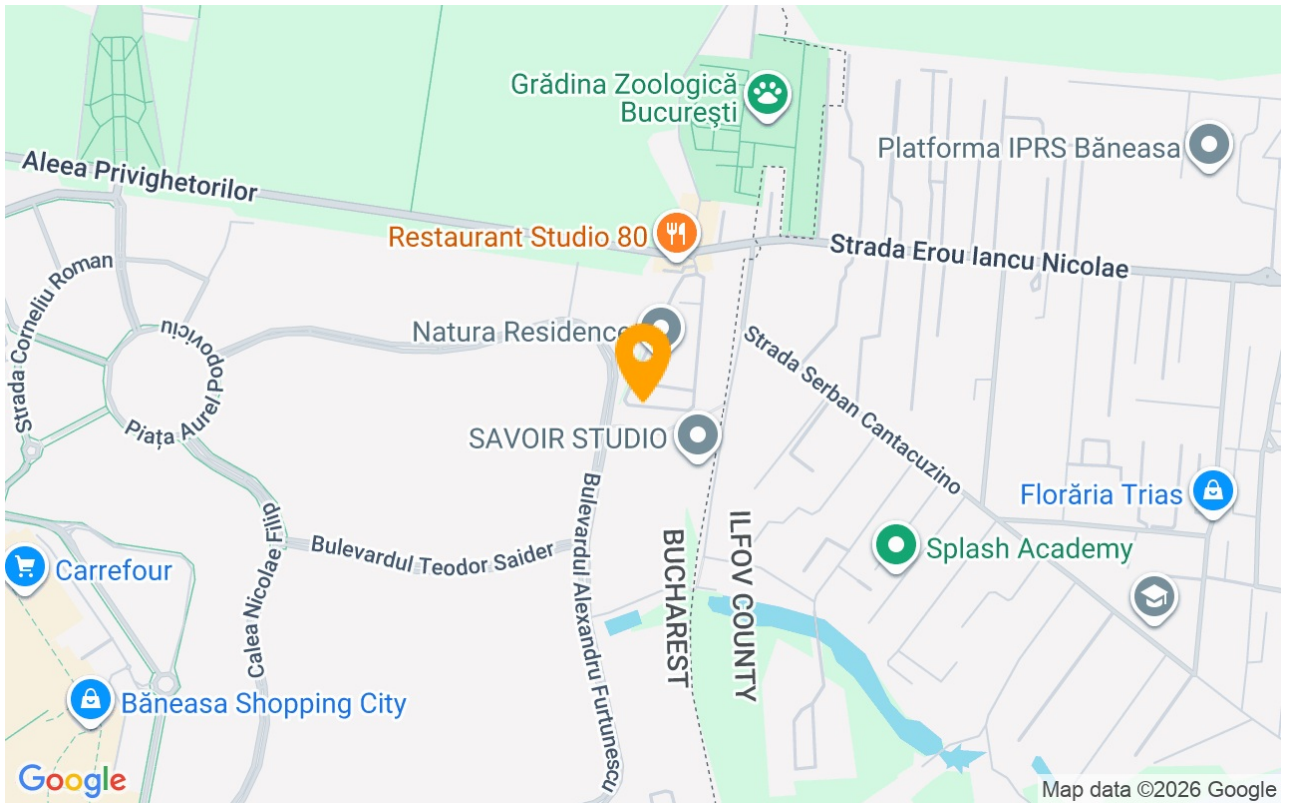 Grădina Zoologică
Bucureşti
Platforma IPRS Băneasa
Aleea Privighetorilor
Restaurant Studio 80
Strada Erou Iancu Nicolae
Strada Corneliu Roman
Piața Aurel Popoviciu
Natura Residence
Strada Serban Cantacuzino
SAVOIR STUDIO
Florăria Trias
Splash Academy
Bulevardul Teodor Saider
Calea Nicolae Filip
Bulevardul Alexandru Furtunescu
BUCHAREST
ILFOV COUNTY
Carrefour
Băneasa Shopping City
Google
Map data ©2026 Google